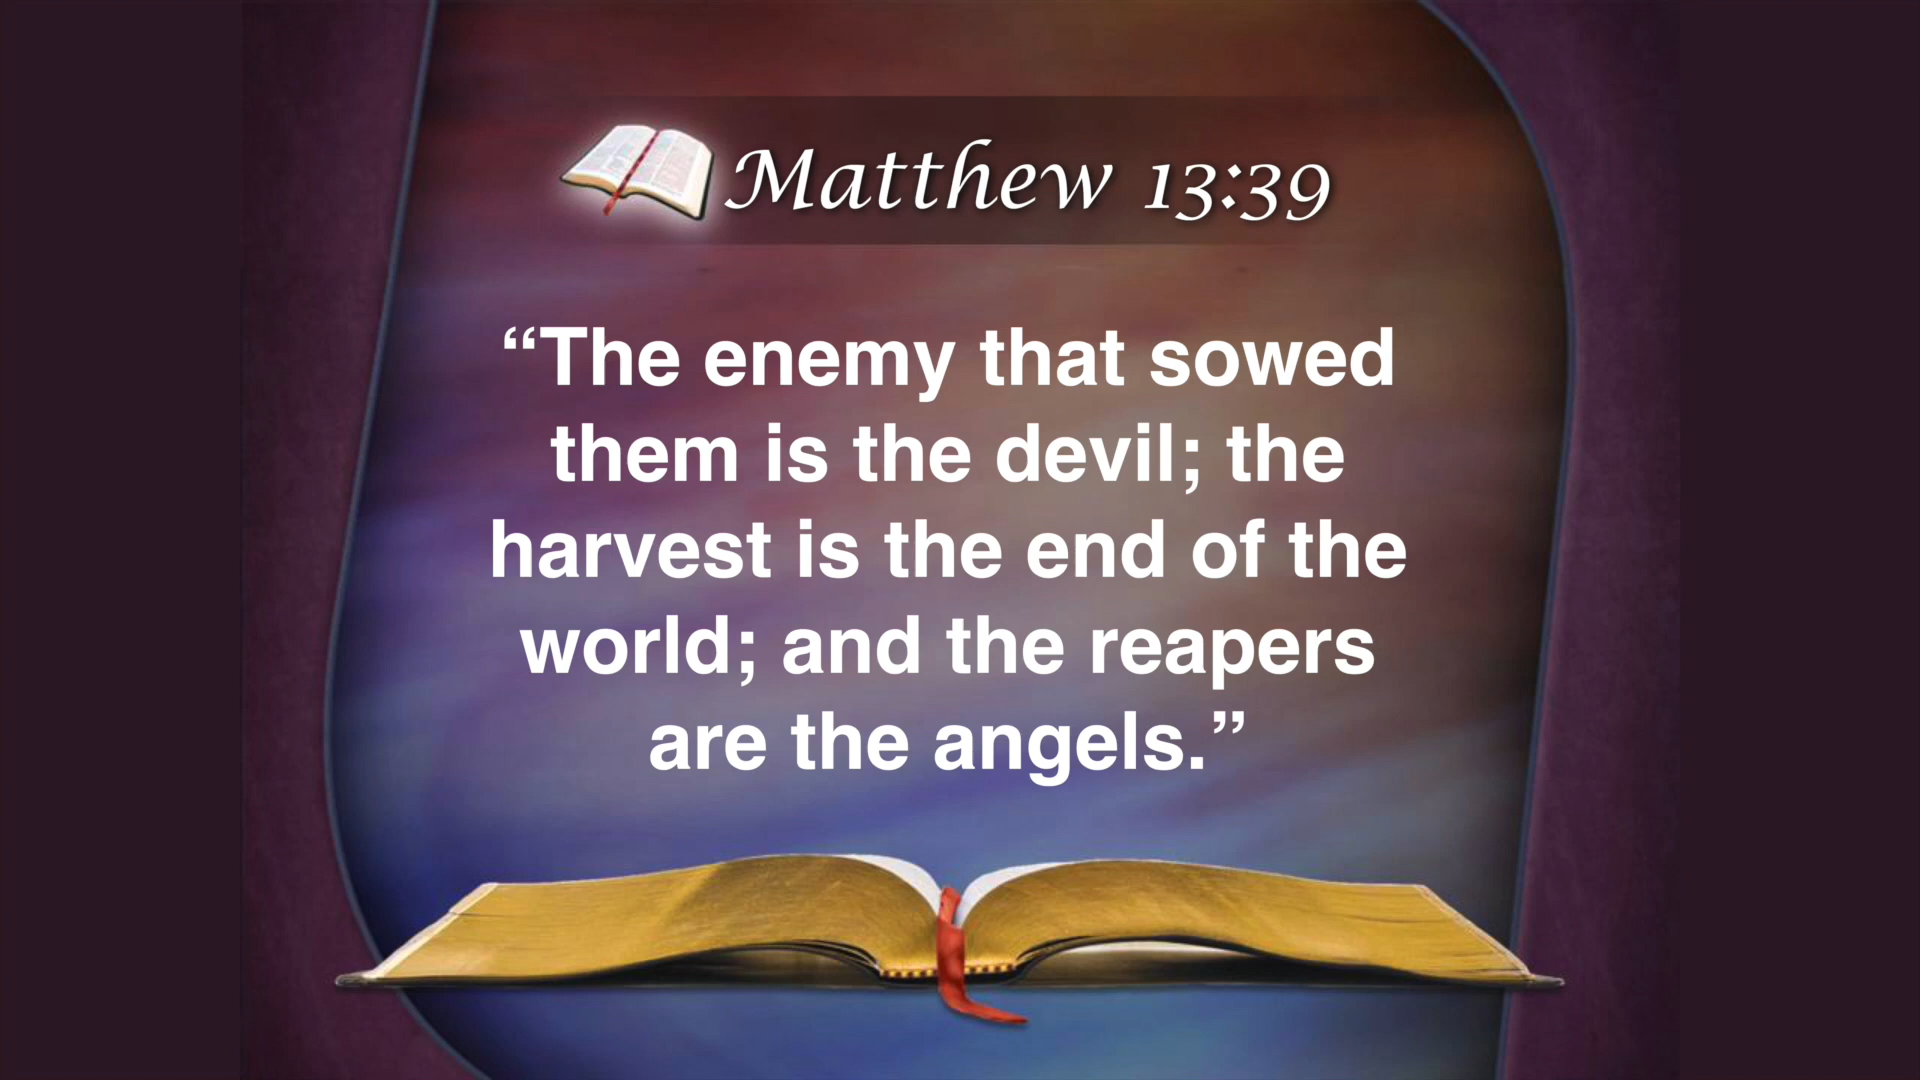 Matthew 13:39
“The enemy that sowed
them is the devil; the
harvest is the end of the
world; and the reapers
are the angels.”